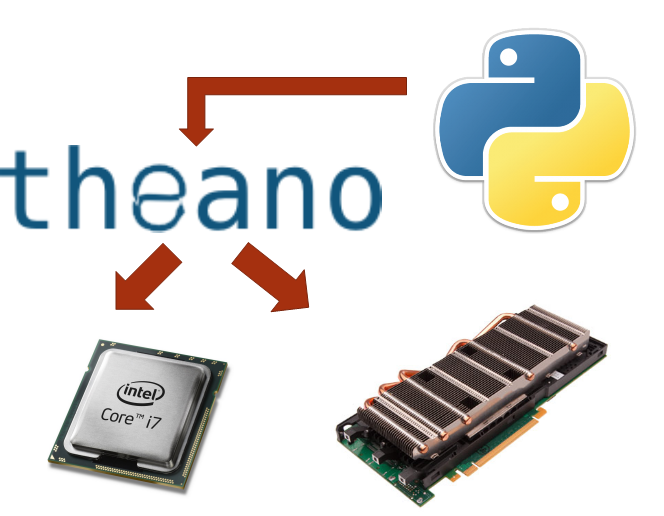 theano
intel
Core™ i7